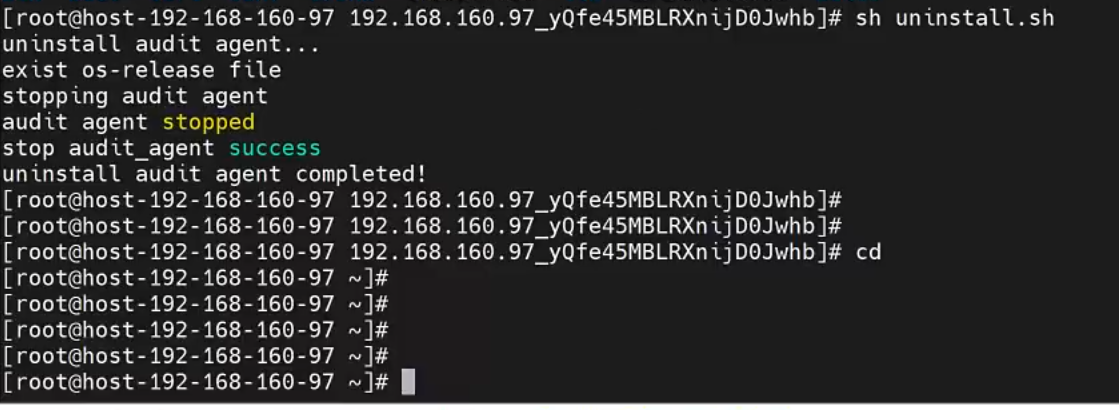 [root@host-192-168-160-97 192.168.160.97_yQfe45MBLRXnijD0Jwhb]# sh uninstall.sh
uninstall audit agent...
exist os-release file
stopping audit agent
audit agent stopped
stop audit_agent success
uninstall audit agent completed!
[root@host-192-168-160-97 192.168.160.97_yQfe45MBLRXnijD0Jwhb]#
[root@host-192-168-160-97 192.168.160.97_yQfe45MBLRXnijD0Jwhb]#
[root@host-192-168-160-97 192.168.160.97_yQfe45MBLRXnijD0Jwhb]# cd
[root@host-192-168-160-97 ~]#
[root@host-192-168-160-97 ~]#
[root@host-192-168-160-97 ~]#
[root@host-192-168-160-97 ~]#
[root@host-192-168-160-97 ~]#